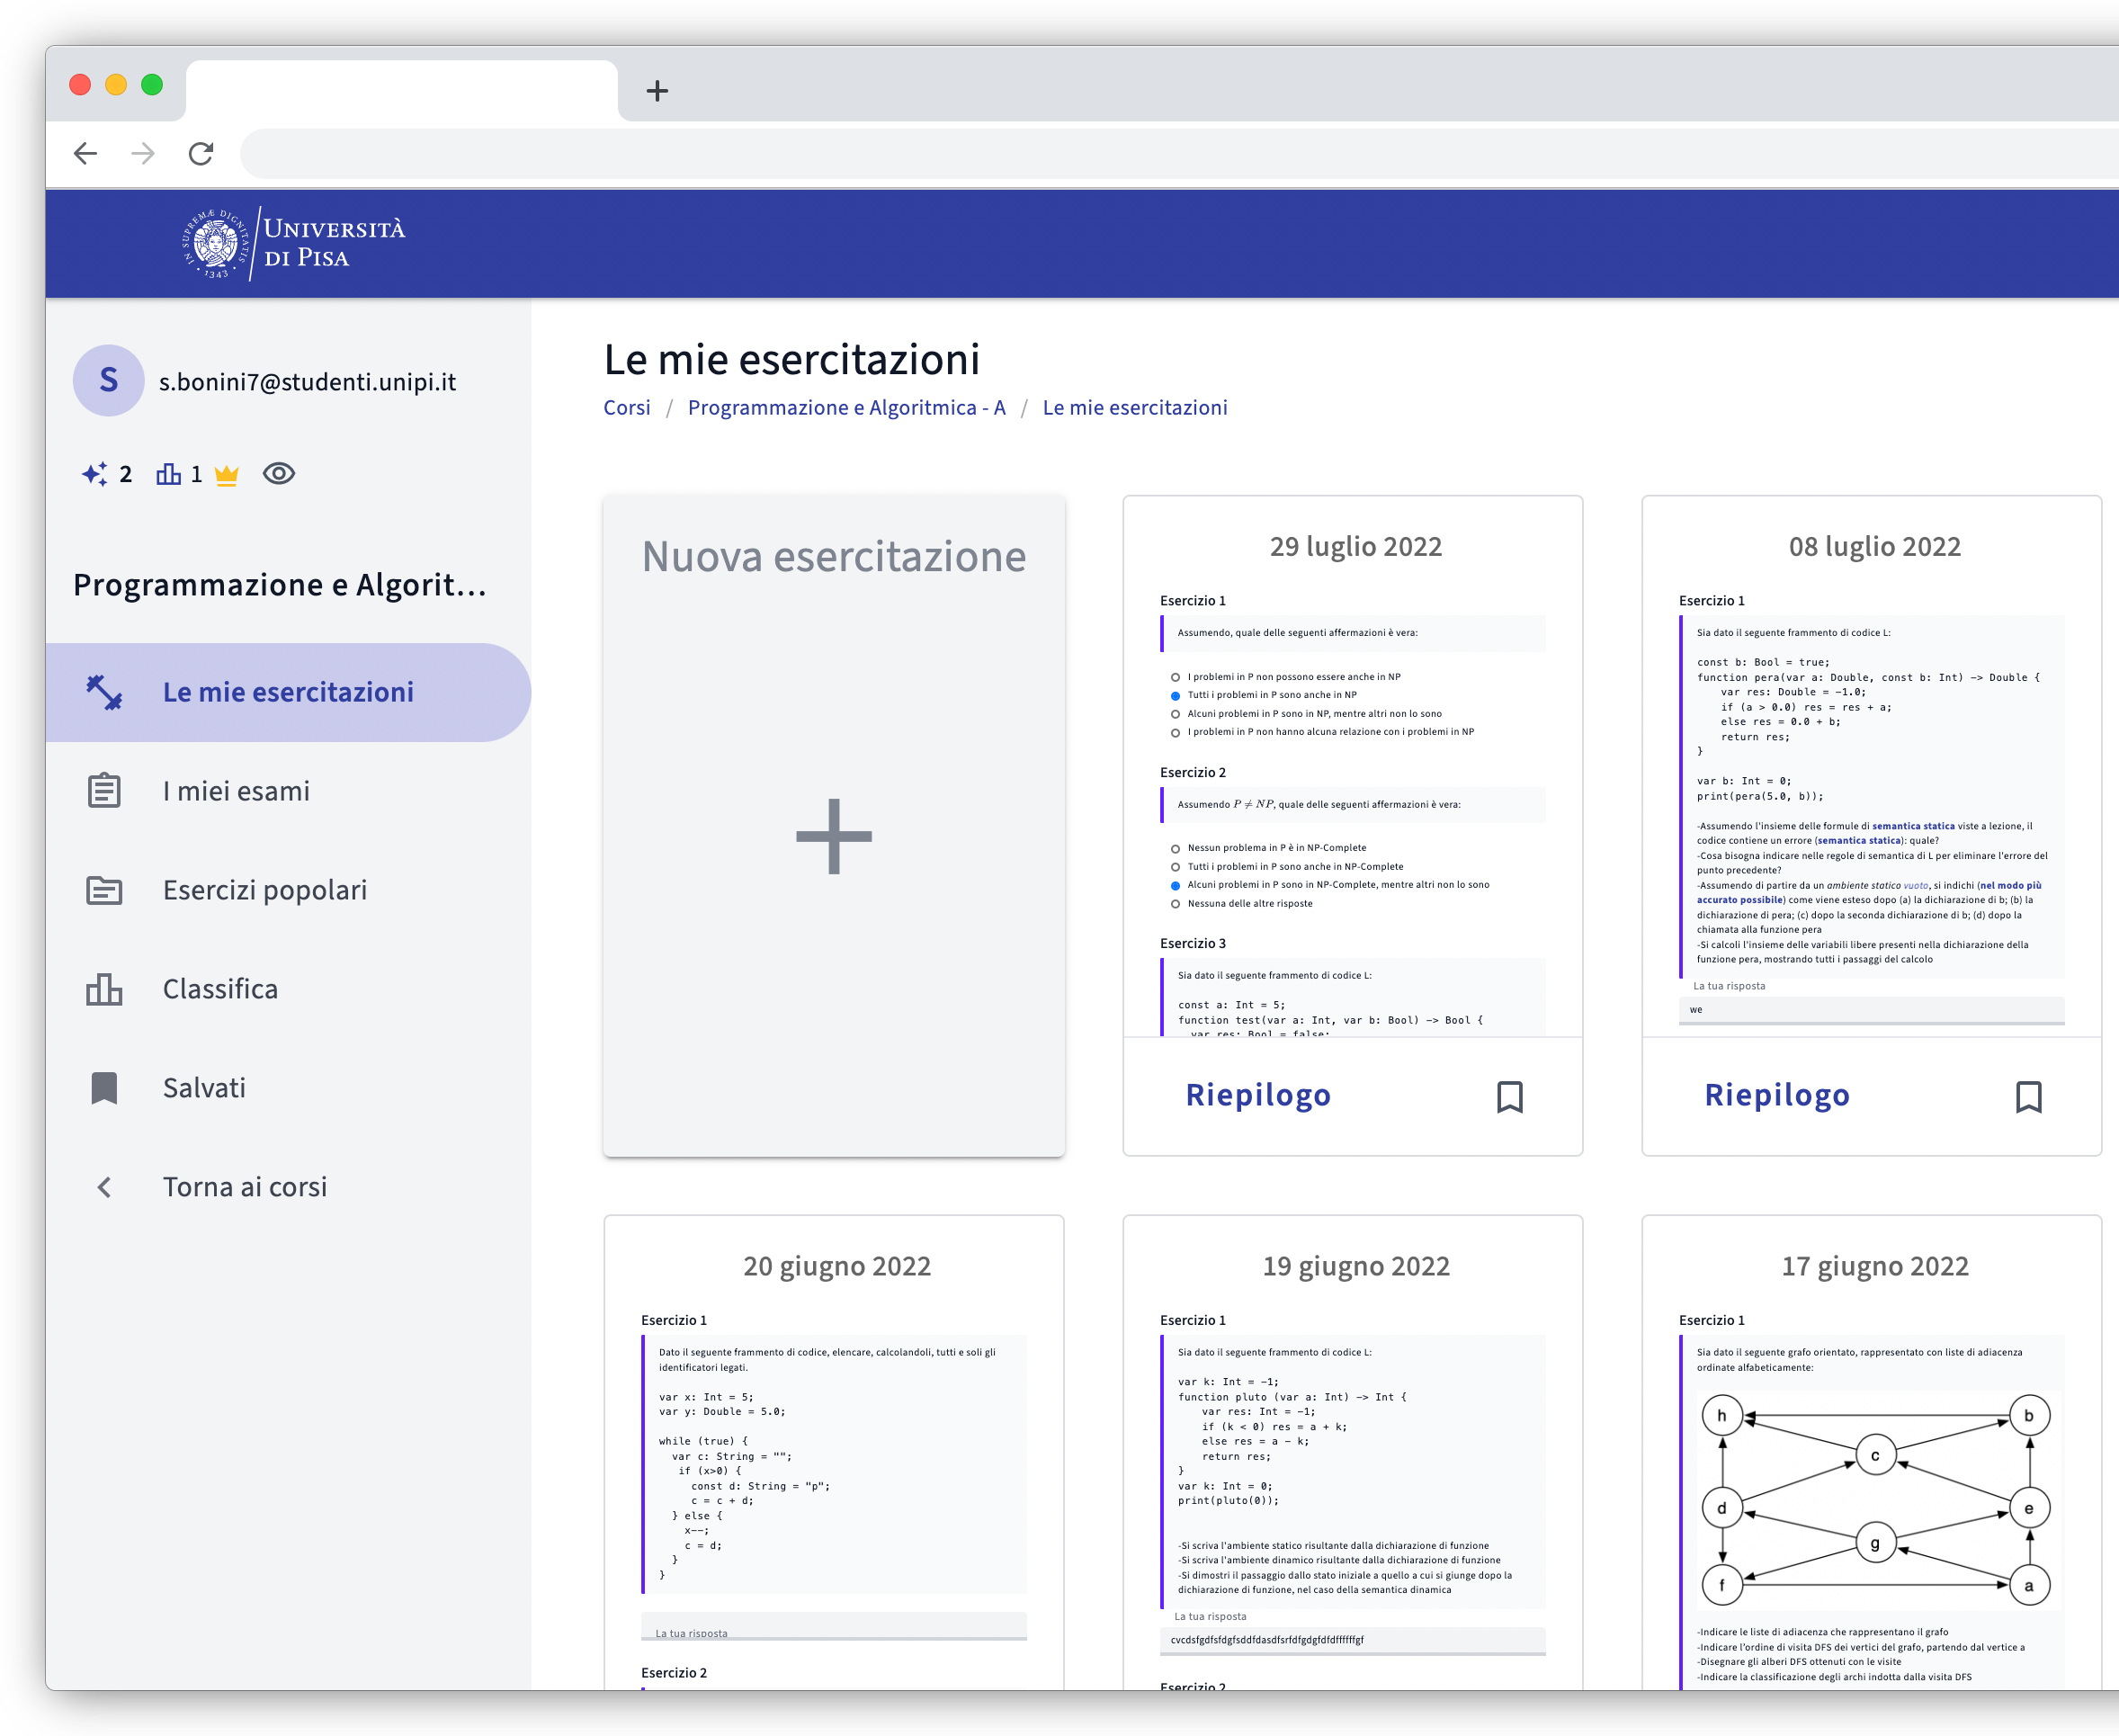 IN SUPREMÆ DIGNITATIS
· 1343 ·
UNIVERSITÀ
DI PISA
S
s.bonini7@studenti.unipi.it
2 1
Programmazione e Algorit...
Le mie esercitazioni
I miei esami
Esercizi popolari
Classifica
Salvati
Torna ai corsi
Le mie esercitazioni
Corsi / Programmazione e Algoritmica - A / Le mie esercitazioni
Nuova esercitazione
29 luglio 2022
Esercizio 1
Assumendo, quale delle seguenti affermazioni è vera:
I problemi in P non possono essere anche in NP
Tutti i problemi in P sono anche in NP
Alcuni problemi in P sono in NP, mentre altri non lo sono
I problemi in P non hanno alcuna relazione con i problemi in NP
Esercizio 2
Assumendo P ≠ NP, quale delle seguenti affermazioni è vera:
Nessun problema in P è in NP-Complete
Tutti i problemi in P sono anche in NP-Complete
Alcuni problemi in P sono in NP-Complete, mentre altri non lo sono
Nessuna delle altre risposte
Esercizio 3
Sia dato il seguente frammento di codice L:
const a: Int = 5;
function test(var a: Int, var b: Bool) -> Bool {
var res: Bool = false;
Riepilogo
08 luglio 2022
Esercizio 1
Sia dato il seguente frammento di codice L:
const b: Bool = true;
function pera(var a: Double, const b: Int) -> Double {
var res: Double = -1.0;
if (a > 0.0) res = res + a;
else res = 0.0 + b;
return res;
}
var b: Int = 0;
print(pera(5.0, b));
-Assumendo l'insieme delle formule di semantica statica viste a lezione, il
codice contiene un errore (semantica statica): quale?
-Cosa bisogna indicare nelle regole di semantica di L per eliminare l'errore del
punto precedente?
-Assumendo di partire da un ambiente statico vuoto, si indichi (nel modo più
accurato possibile) come viene esteso dopo (a) la dichiarazione di b; (b) la
dichiarazione di pera; (c) dopo la seconda dichiarazione di b; (d) dopo la
chiamata alla funzione pera
-Si calcoli l'insieme delle variabili libere presenti nella dichiarazione della
funzione pera, mostrando tutti i passaggi del calcolo
La tua risposta
we
Riepilogo
20 giugno 2022
Esercizio 1
Dato il seguente frammento di codice, elencare, calcolandoli, tutti e soli gli
identificatori legati.
var x: Int = 5;
var y: Double = 5.0;
while (true) {
var c: String = "";
if (x>0) {
const d: String = "p";
c = c + d;
} else {
x--;
c = d;
}
}
La tua risposta
Esercizio 2
19 giugno 2022
Esercizio 1
Sia dato il seguente frammento di codice L:
var k: Int = -1;
function pluto (var a: Int) -> Int {
var res: Int = -1;
if (k < 0) res = a + k;
else res = a - k;
return res;
}
var k: Int = 0;
print(pluto(0));
-Si scriva l'ambiente statico risultante dalla dichiarazione di funzione
-Si scriva l'ambiente dinamico risultante dalla dichiarazione di funzione
-Si dimostri il passaggio dallo stato iniziale a quello a cui si giunge dopo la
dichiarazione di funzione, nel caso della semantica dinamica
La tua risposta
cvcdsfgdfsfdgfsddfdasdfsrfdfgdgfdfdffffffgf
Esercizio 2
17 giugno 2022
Esercizio 1
Sia dato il seguente grafo orientato, rappresentato con liste di adiacenza
ordinate alfabeticamente:
h b
c
d e
g
f a
-Indicare le liste di adiacenza che rappresentano il grafo
-Indicare l'ordine di visita DFS dei vertici del grafo, partendo dal vertice a
-Disegnare gli alberi DFS ottenuti con le visite
-Indicare la classificazione degli archi indotta dalla visita DFS